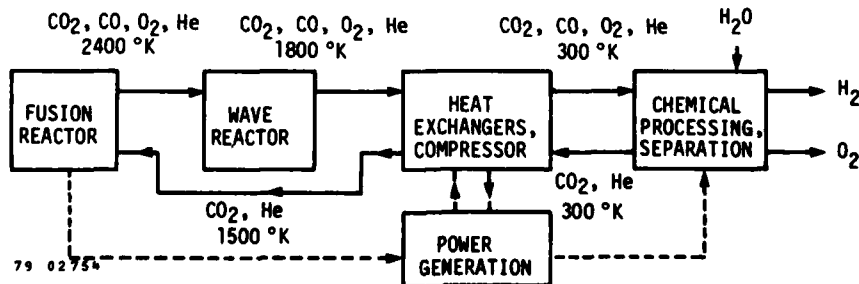 CO2, CO, O2, He
2400 °K
CO2, CO, O2, He
1800 °K
CO2, CO, O2, He
300 °K
H2O
FUSION
REACTOR
WAVE
REACTOR
HEAT
EXCHANGERS,
COMPRESSOR
CHEMICAL
PROCESSING,
SEPARATION
H2
O2
CO2, He
1500 °K
CO2, He
300 °K
POWER
GENERATION
79 02754